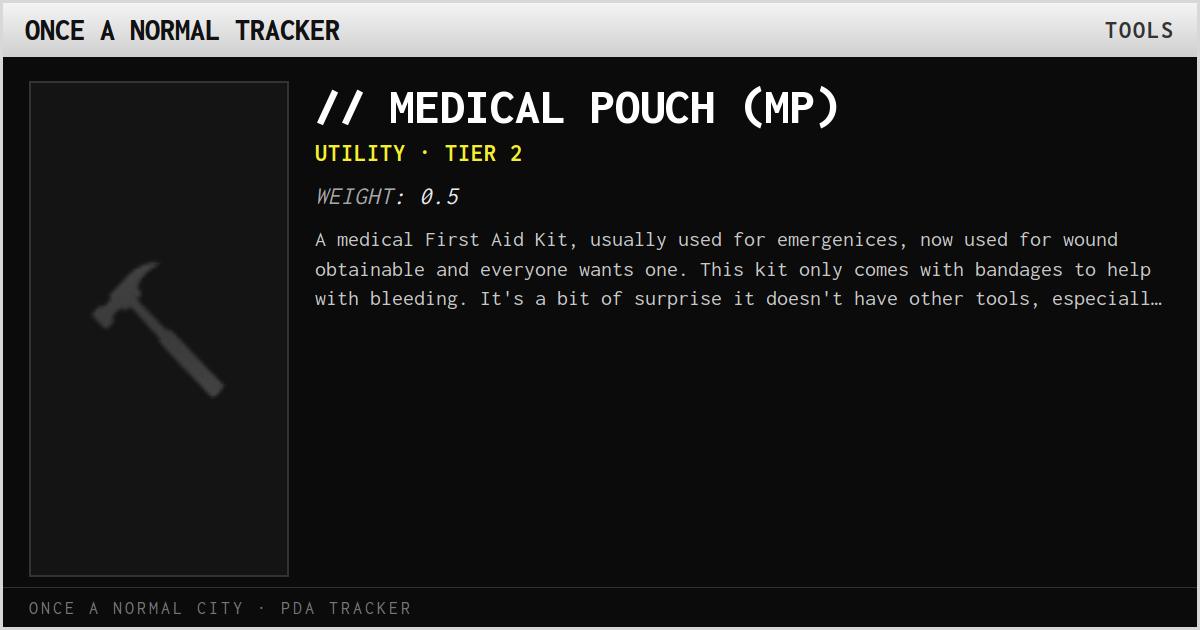 ONCE A NORMAL TRACKER
TOOLS
// MEDICAL POUCH (MP)
UTILITY · TIER 2
WEIGHT: 0.5
A medical First Aid Kit, usually used for emergenices, now used for wound
obtainable and everyone wants one. This kit only comes with bandages to help
with bleeding. It's a bit of surprise it doesn't have other tools, especiall…
ONCE A NORMAL CITY · PDA TRACKER